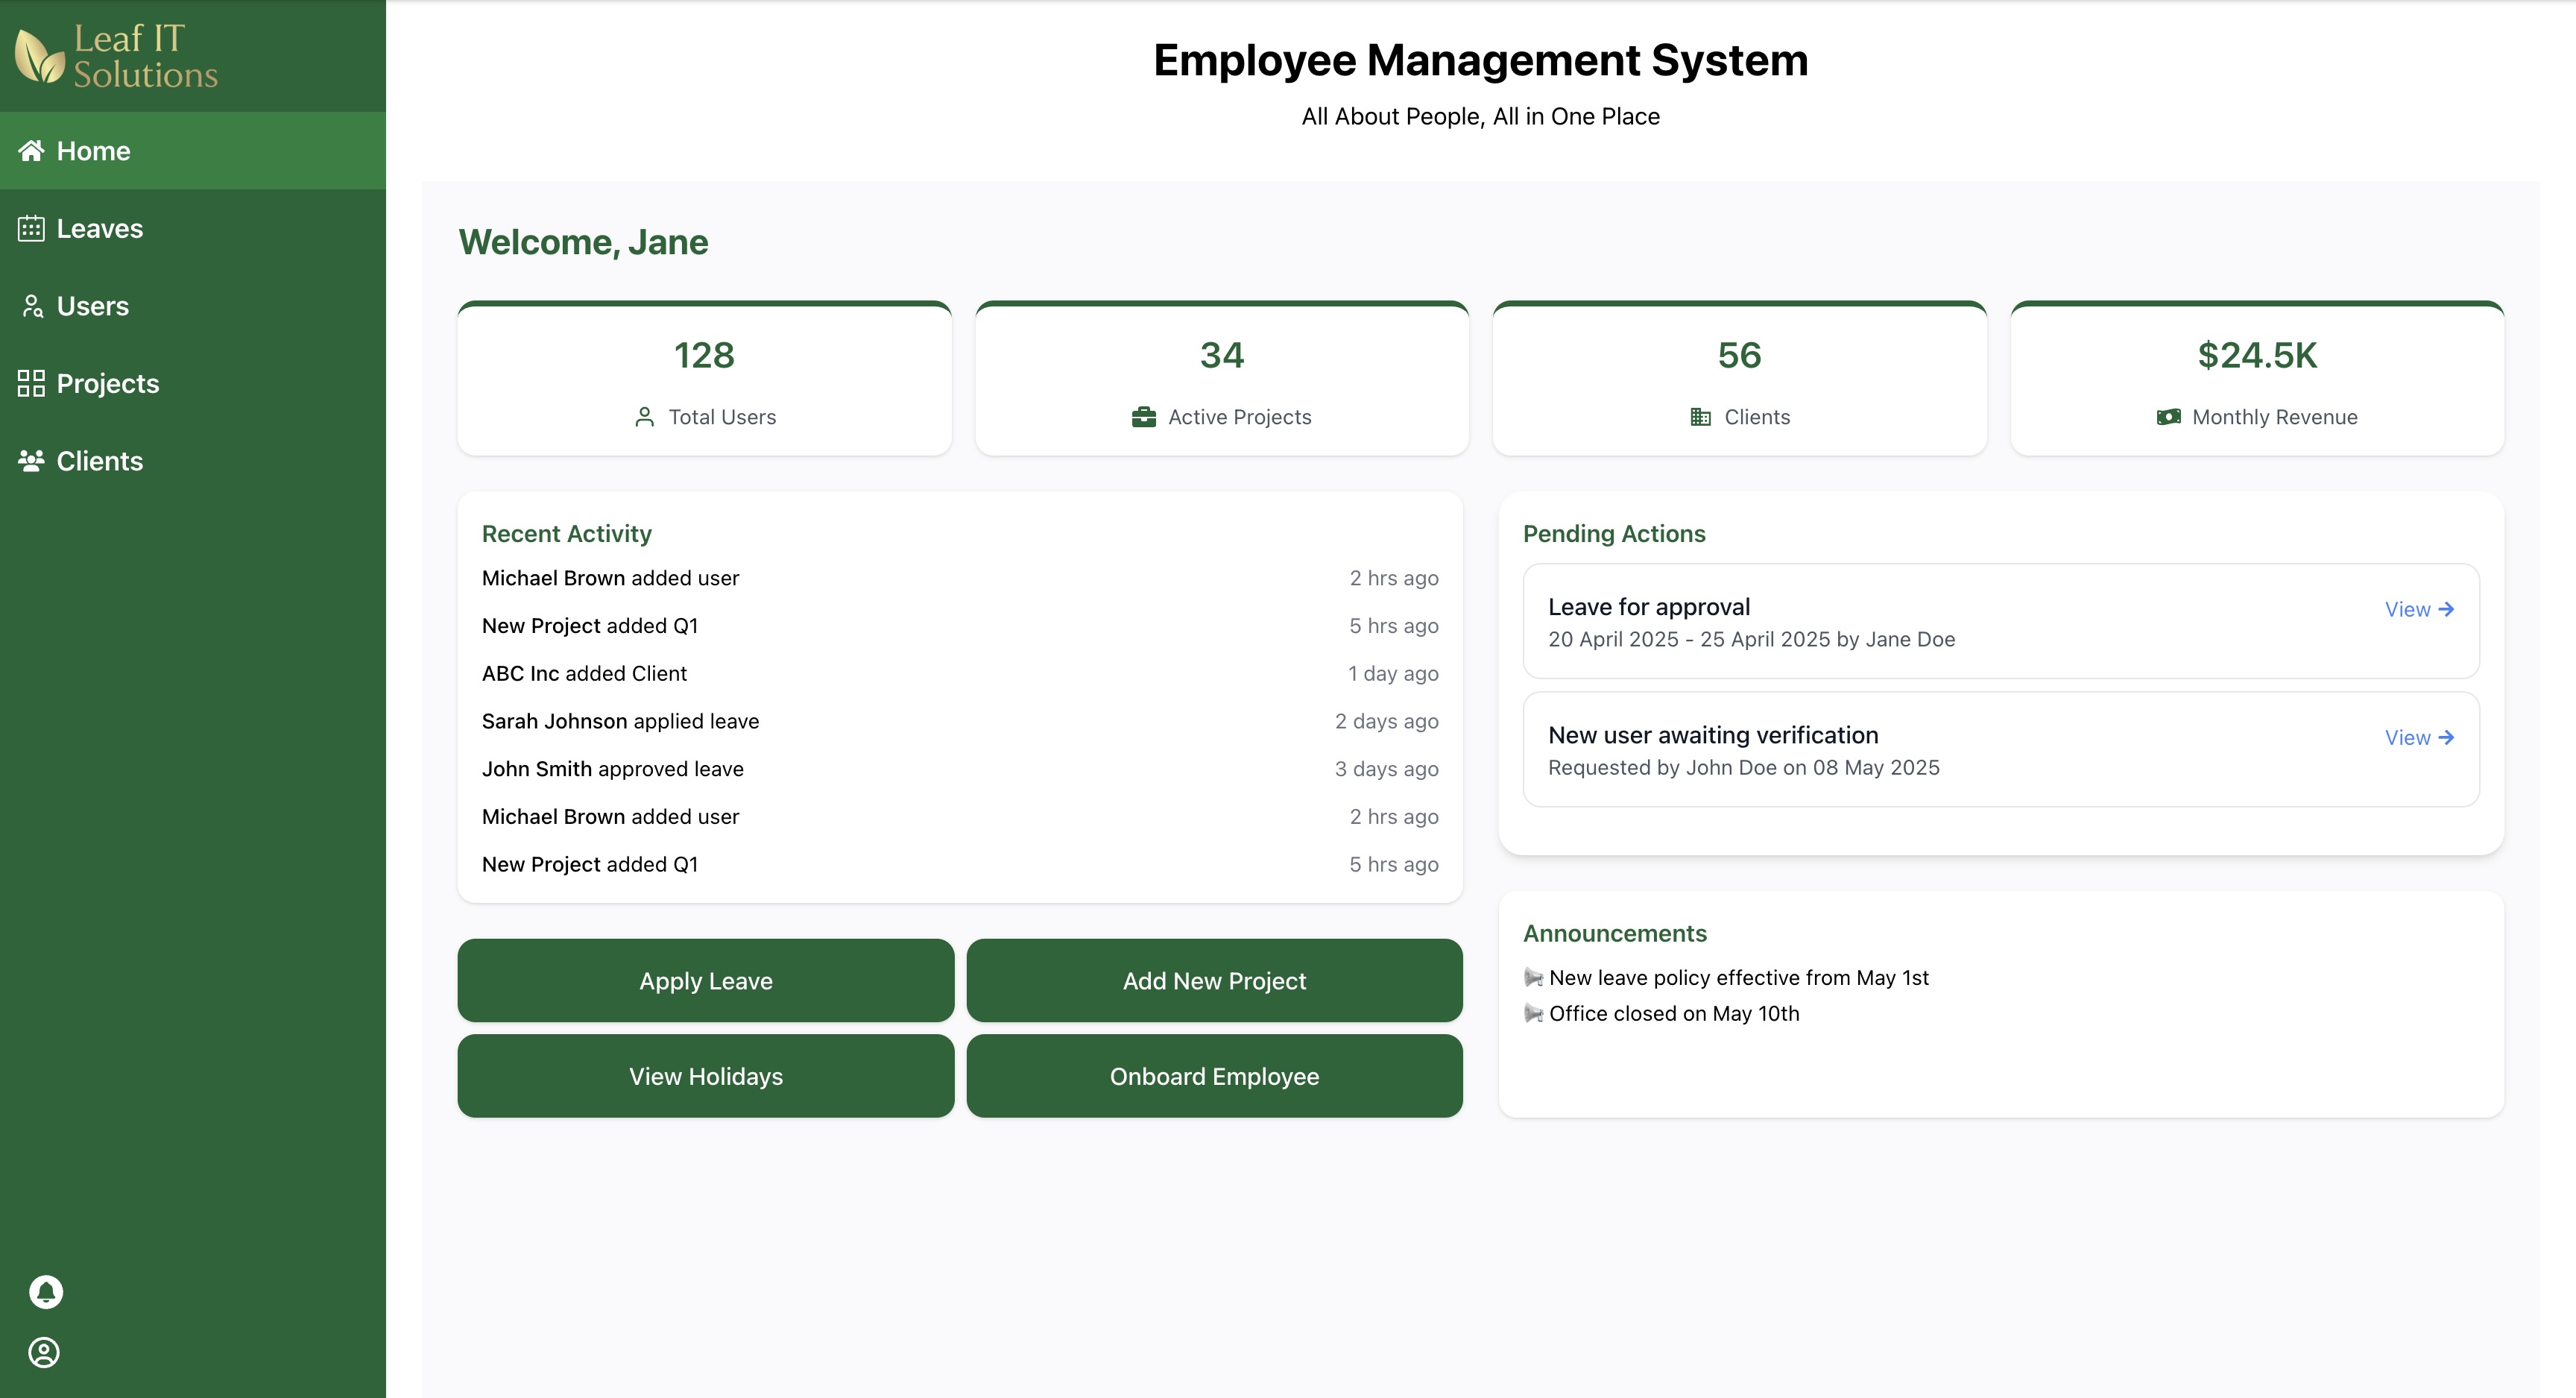 Leaf IT
Solutions
Home
Leaves
Users
Projects
Clients
Employee Management System
All About People, All in One Place
Welcome, Jane
128
Total Users
34
Active Projects
56
Clients
$24.5K
Monthly Revenue
Recent Activity
Michael Brown added user 2 hrs ago
New Project added Q1 5 hrs ago
ABC Inc added Client 1 day ago
Sarah Johnson applied leave 2 days ago
John Smith approved leave 3 days ago
Michael Brown added user 2 hrs ago
New Project added Q1 5 hrs ago
Apply Leave
Add New Project
View Holidays
Onboard Employee
Pending Actions
Leave for approval View →
20 April 2025 - 25 April 2025 by Jane Doe
New user awaiting verification View →
Requested by John Doe on 08 May 2025
Announcements
📢 New leave policy effective from May 1st
📢 Office closed on May 10th